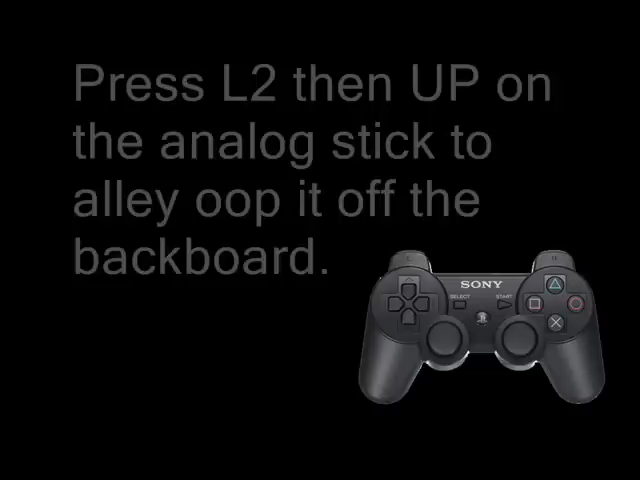 Press L2 then UP on
the analog stick to
alley oop it off the
backboard.
SONY
SELECT
START